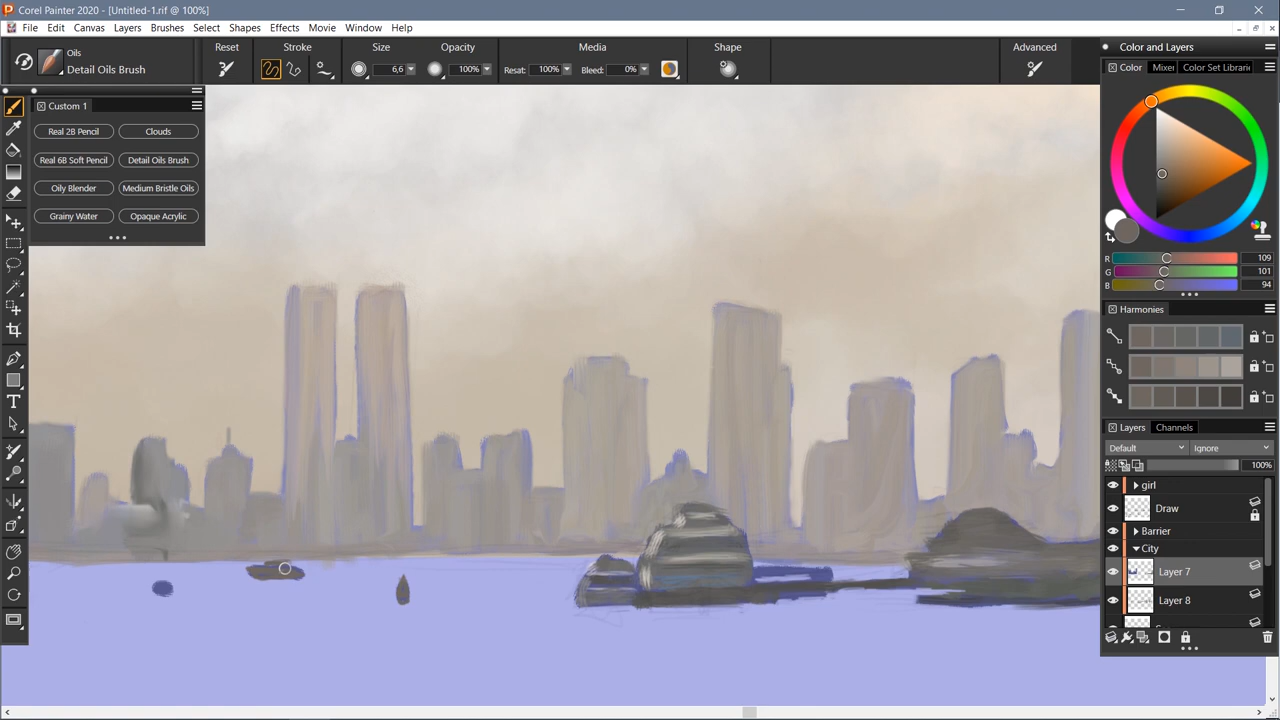 Corel Painter 2020 - [Untitled-1.rif @ 100%]
File Edit Canvas Layers Brushes Select Shapes Effects Movie Window Help
Oils
Detail Oils Brush
Reset
Stroke
Size
6,6
Opacity
100%
Media
Resat: 100% Bleed: 0%
Shape
Advanced
Color and Layers
Custom 1
Real 2B Pencil Clouds
Real 6B Soft Pencil Detail Oils Brush
Oily Blender Medium Bristle Oils
Grainy Water Opaque Acrylic
Color Mixer Color Set Librari
R 109
G 101
B 94
Harmonies
Layers Channels
Default Ignore
100%
girl
Draw
Barrier
City
Layer 7
Layer 8